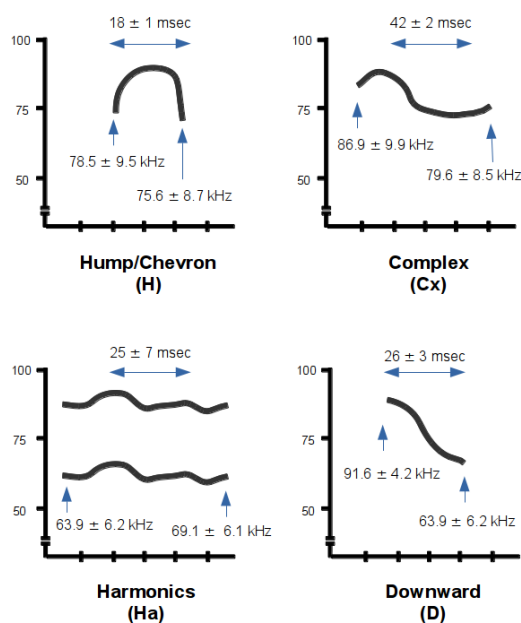 18 ± 1 msec
100
75
50
78.5 ± 9.5 kHz
75.6 ± 8.7 kHz
Hump/Chevron
(H)
42 ± 2 msec
100
75
50
86.9 ± 9.9 kHz
79.6 ± 8.5 kHz
Complex
(Cx)
25 ± 7 msec
100
75
50
63.9 ± 6.2 kHz
69.1 ± 6.1 kHz
Harmonics
(Ha)
26 ± 3 msec
100
75
50
91.6 ± 4.2 kHz
63.9 ± 6.2 kHz
Downward
(D)